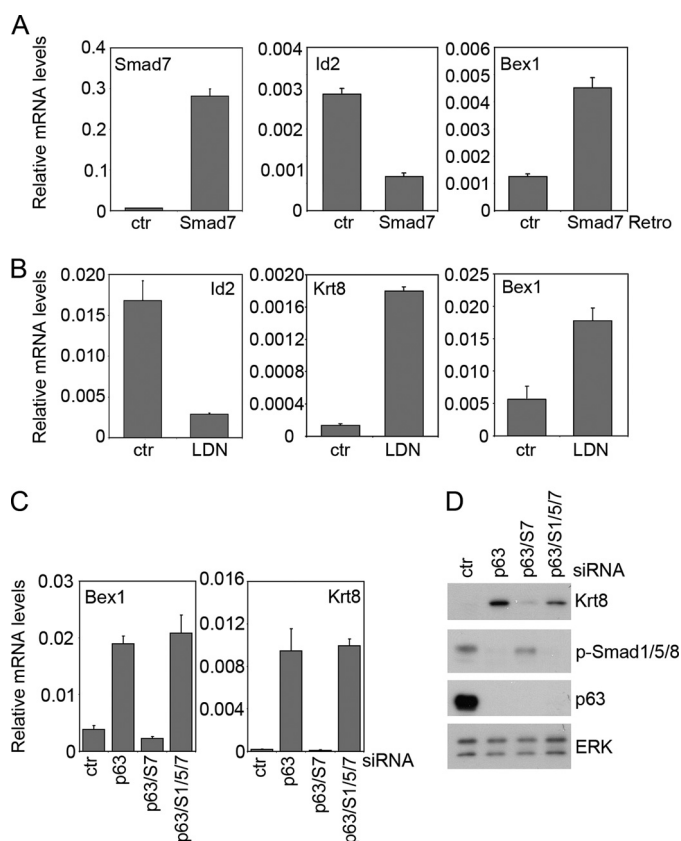 A
Relative mRNA levels
Smad7
0.4
0.3
0.2
0.1
0
ctr
Smad7
Id2
0.004
0.003
0.002
0.001
0
ctr
Smad7
Bex1
0.006
0.005
0.004
0.003
0.002
0.001
0
ctr
Smad7 Retro
B
Relative mRNA levels
Id2
0.020
0.015
0.010
0.005
0
ctr
LDN
Krt8
0.0020
0.0016
0.0012
0.0008
0.0004
0
ctr
LDN
Bex1
0.025
0.020
0.015
0.010
0.005
0
ctr
LDN
C
Relative mRNA levels
Bex1
0.03
0.02
0.01
0
ctr
p63
p63/S7
p63/S1/5/7
Krt8
0.016
0.012
0.008
0.004
0
ctr
p63
p63/S7
p63/S1/5/7
siRNA
D
ctr
p63
p63/S7
p63/S1/5/7
siRNA
Krt8
p-Smad1/5/8
p63
ERK